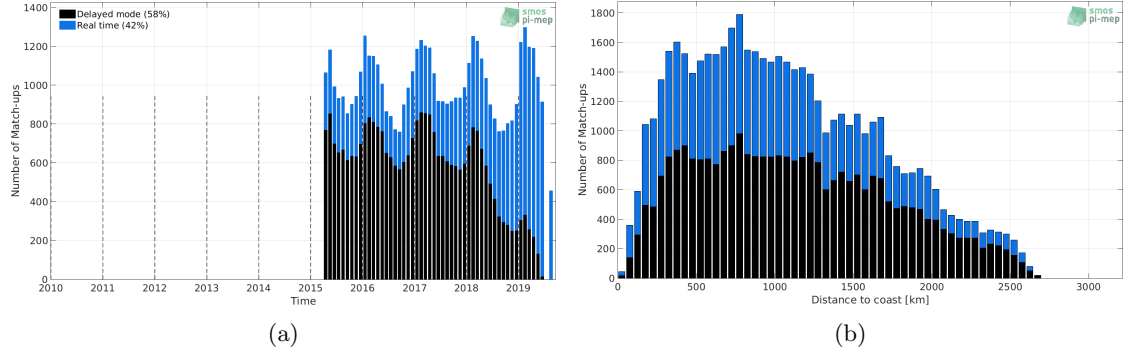 Delayed mode (58%)
Real time (42%)
smos
pi-mep
1400
1200
1000
800
600
400
200
0
Number of Match-ups
2010
2011
2012
2013
2014
2015
2016
2017
2018
2019
Time
(a)
smos
pi-mep
1800
1600
1400
1200
1000
800
600
400
200
0
Number of Match-ups
0
500
1000
1500
2000
2500
3000
Distance to coast [km]
(b)